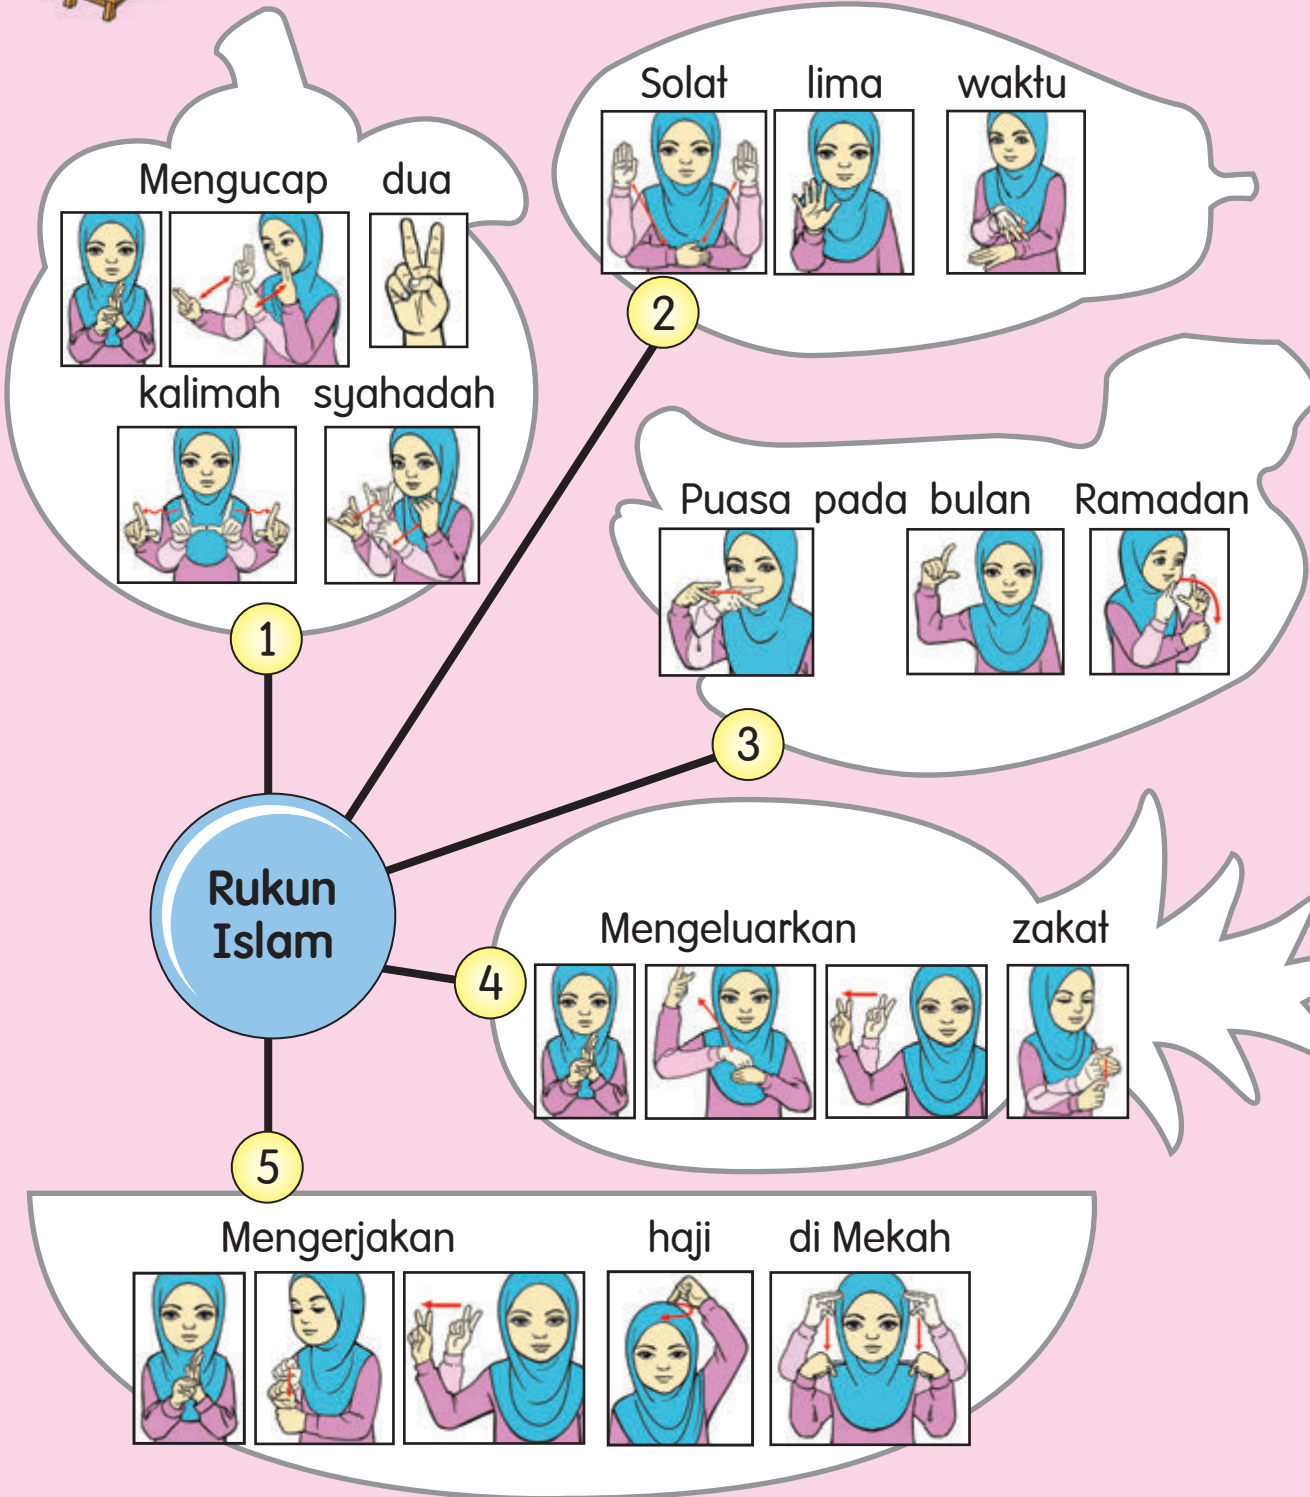 Mengucap dua
kalimah syahadah
1
Solat lima waktu
2
Puasa pada bulan Ramadan
3
Rukun
Islam
Mengeluarkan zakat
4
5
Mengerjakan haji di Mekah